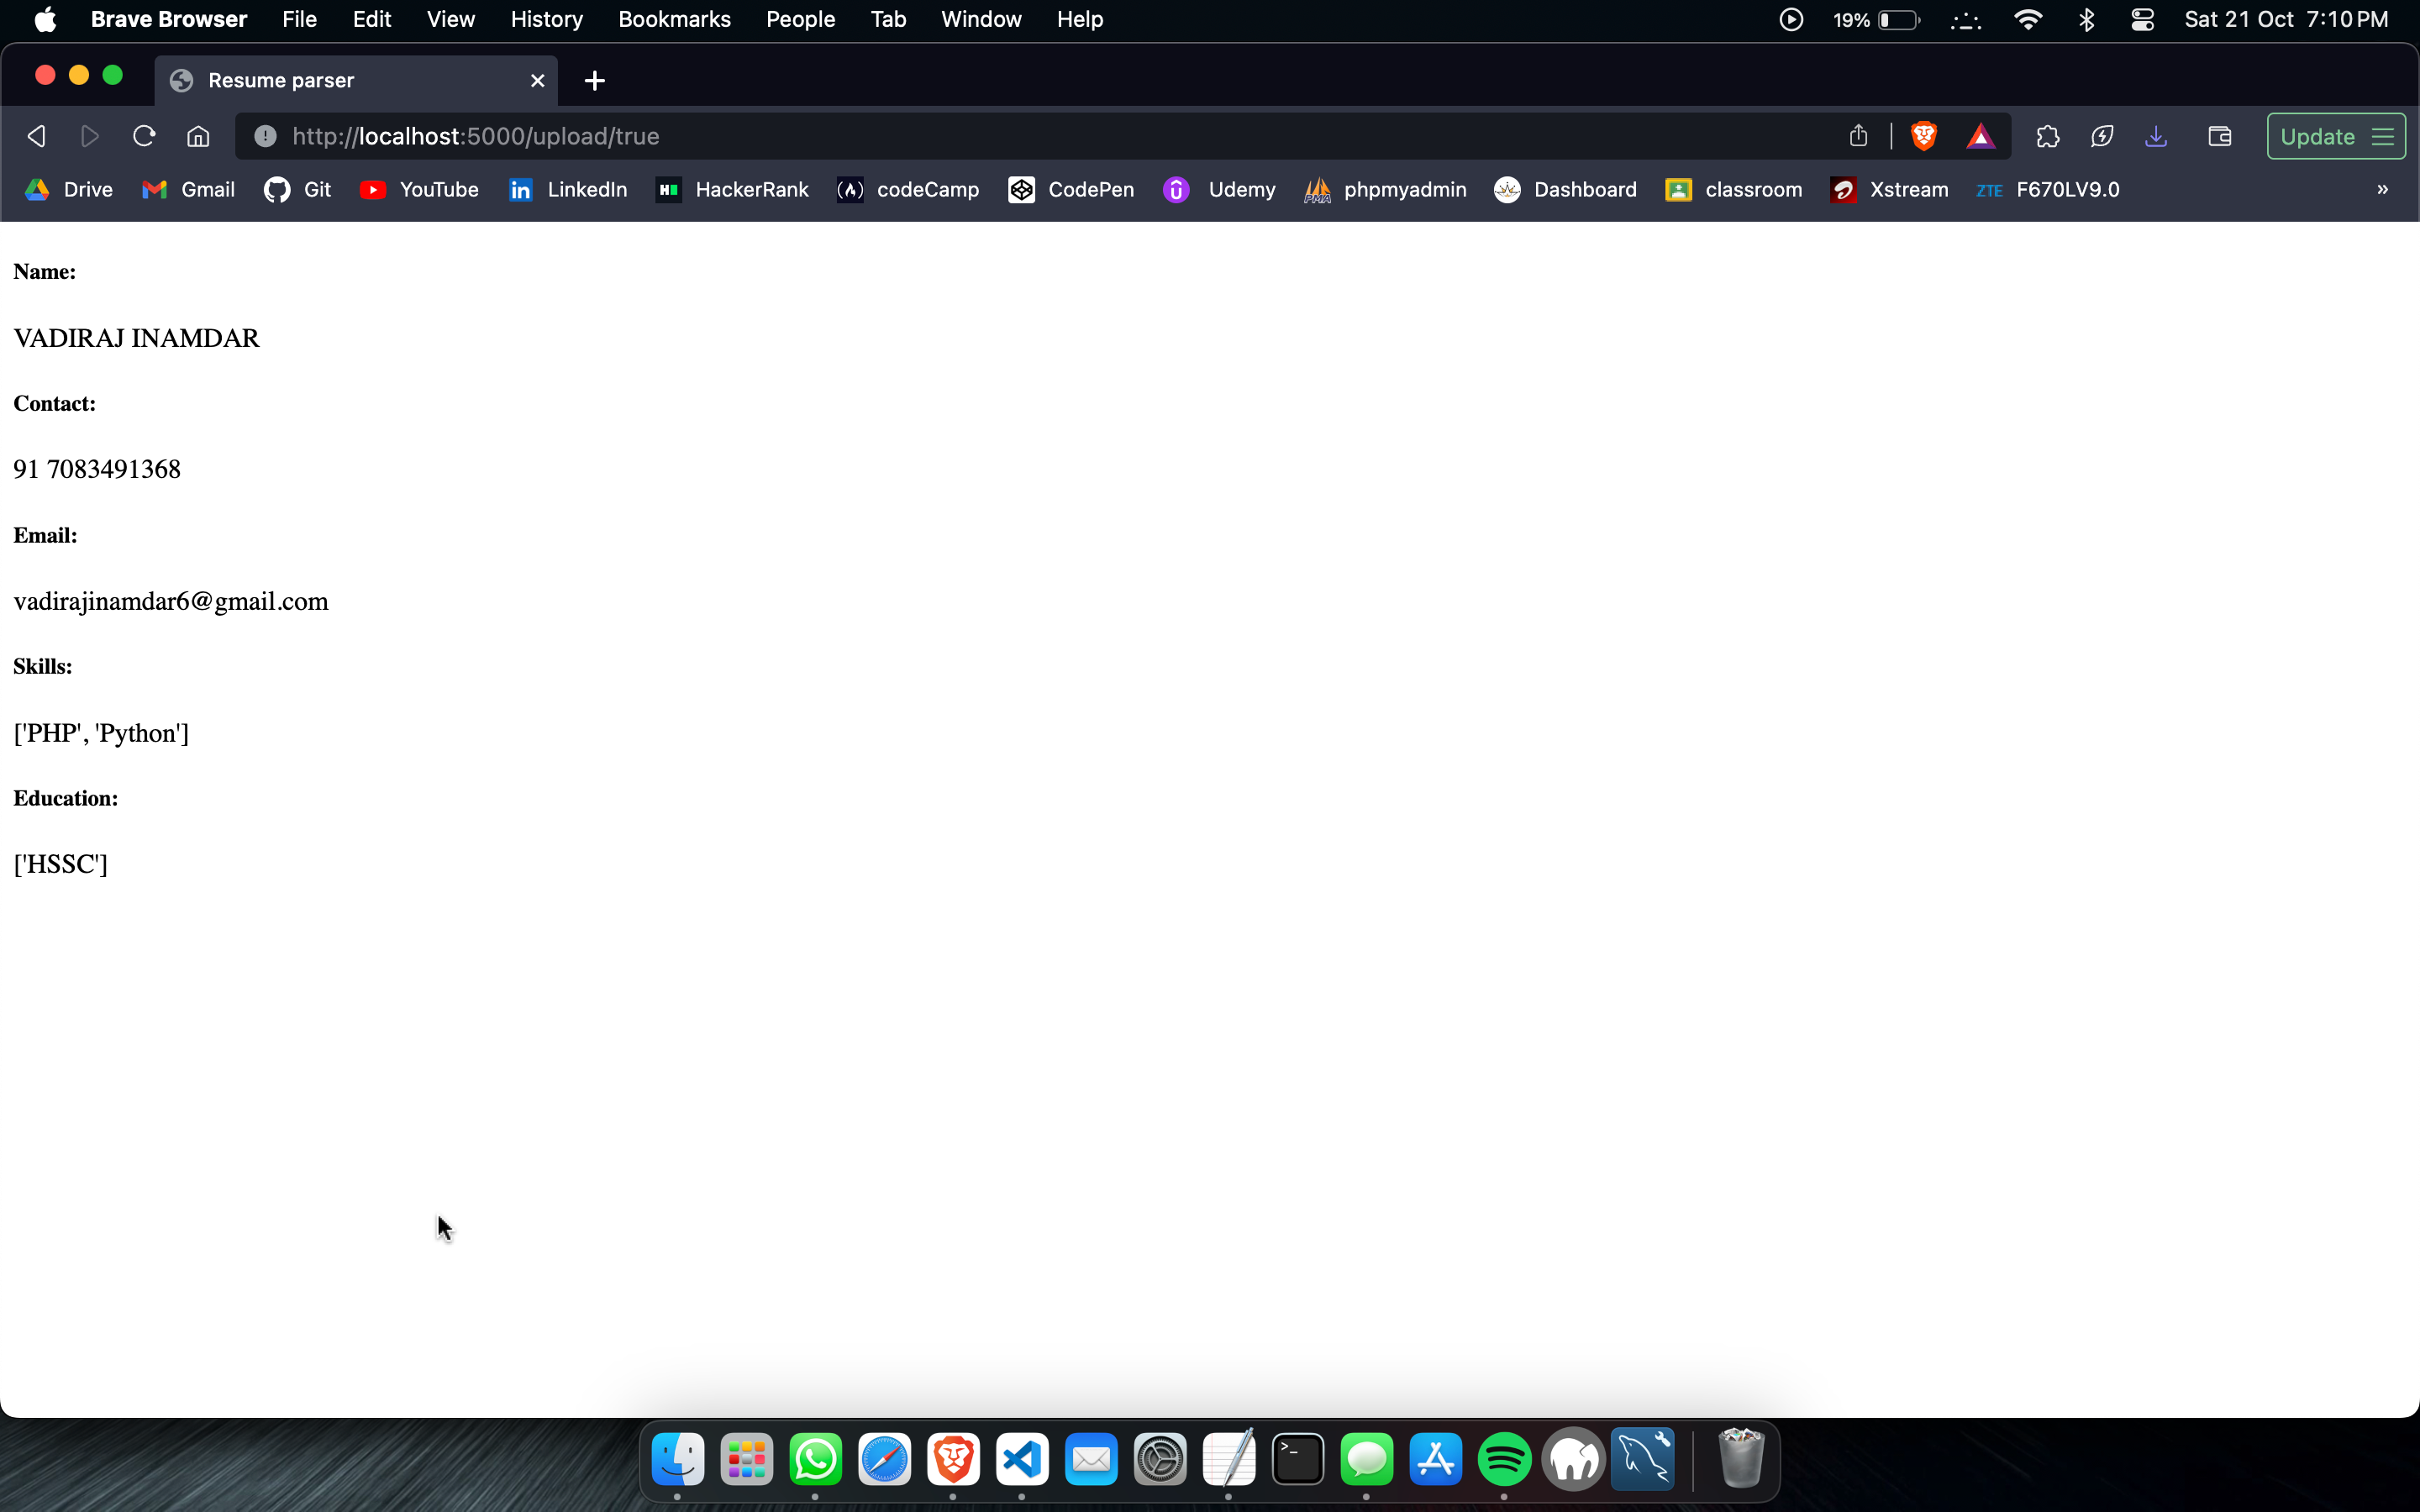 Brave Browser File Edit View History Bookmarks People Tab Window Help 19% Sat 21 Oct 7:10 PM
Resume parser
http://localhost:5000/upload/true Update
Drive Gmail Git YouTube LinkedIn HackerRank codeCamp CodePen Udemy phpmyadmin Dashboard classroom Xstream ZTE F670LV9.0 »
Name:
VADIRAJ INAMDAR
Contact:
91 7083491368
Email:
vadirajinamdar6@gmail.com
Skills:
['PHP', 'Python']
Education:
['HSSC']